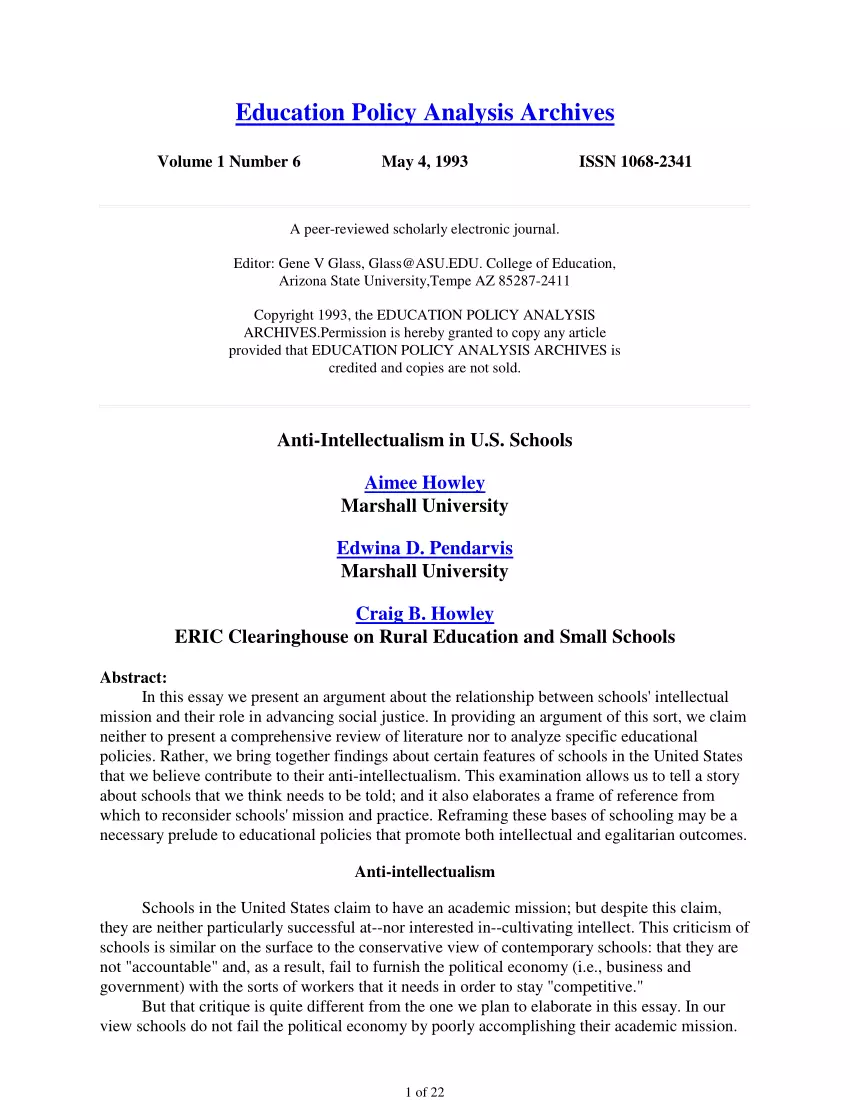 Education Policy Analysis Archives
Volume 1 Number 6 May 4, 1993 ISSN 1068-2341
A peer-reviewed scholarly electronic journal.
Editor: Gene V Glass, Glass@ASU.EDU. College of Education,
Arizona State University,Tempe AZ 85287-2411
Copyright 1993, the EDUCATION POLICY ANALYSIS
ARCHIVES.Permission is hereby granted to copy any article
provided that EDUCATION POLICY ANALYSIS ARCHIVES is
credited and copies are not sold.
Anti-Intellectualism in U.S. Schools
Aimee Howley
Marshall University
Edwina D. Pendarvis
Marshall University
Craig B. Howley
ERIC Clearinghouse on Rural Education and Small Schools
Abstract:
In this essay we present an argument about the relationship between schools' intellectual
mission and their role in advancing social justice. In providing an argument of this sort, we claim
neither to present a comprehensive review of literature nor to analyze specific educational
policies. Rather, we bring together findings about certain features of schools in the United States
that we believe contribute to their anti-intellectualism. This examination allows us to tell a story
about schools that we think needs to be told; and it also elaborates a frame of reference from
which to reconsider schools' mission and practice. Reframing these bases of schooling may be a
necessary prelude to educational policies that promote both intellectual and egalitarian outcomes.
Anti-intellectualism
Schools in the United States claim to have an academic mission; but despite this claim,
they are neither particularly successful at--nor interested in--cultivating intellect. This criticism of
schools is similar on the surface to the conservative view of contemporary schools: that they are
not "accountable" and, as a result, fail to furnish the political economy (i.e., business and
government) with the sorts of workers that it needs in order to stay "competitive."
But that critique is quite different from the one we plan to elaborate in this essay. In our
view schools do not fail the political economy by poorly accomplishing their academic mission.
1 of 22